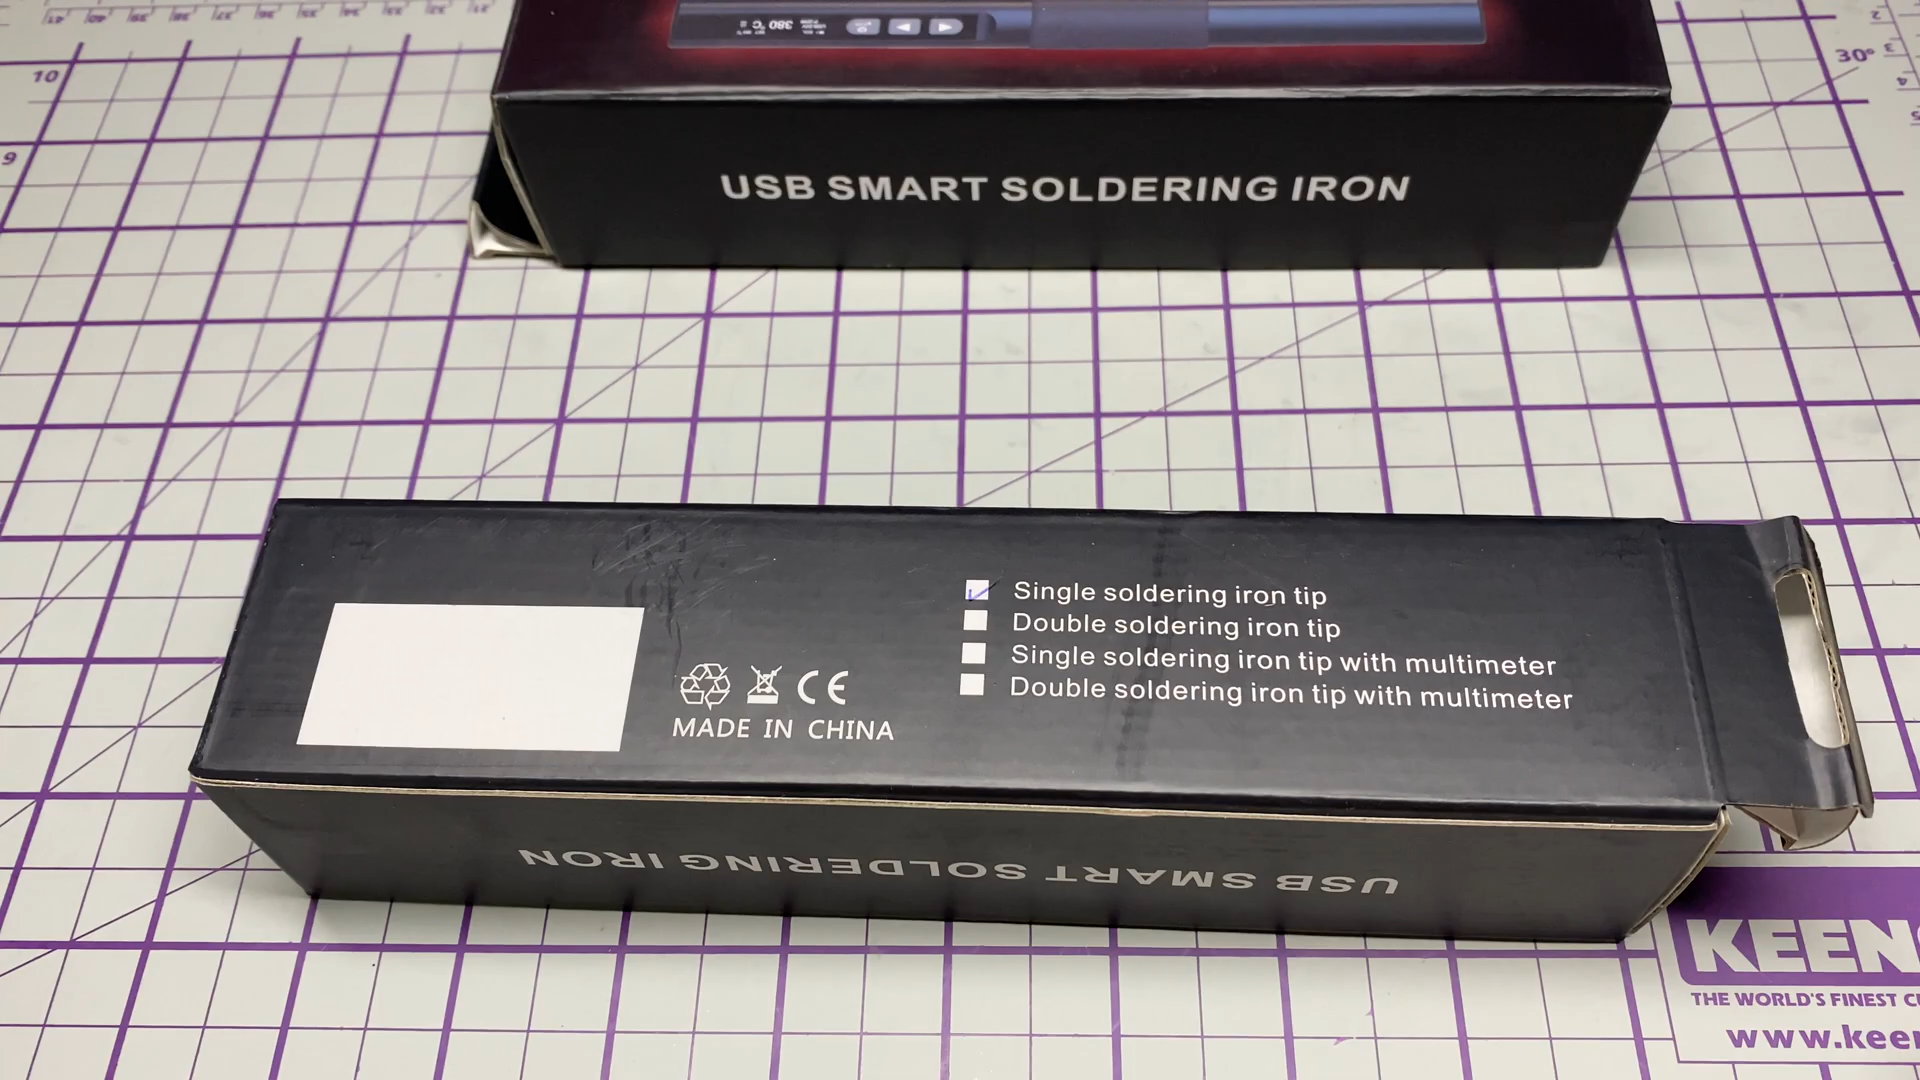 10
9
30°
380 °C
USB SMART SOLDERING IRON
Single soldering iron tip
Double soldering iron tip
Single soldering iron tip with multimeter
Double soldering iron tip with multimeter
CE
MADE IN CHINA
USB SMART SOLDERING IRON
KEEN
THE WORLD'S FINEST
www.kee